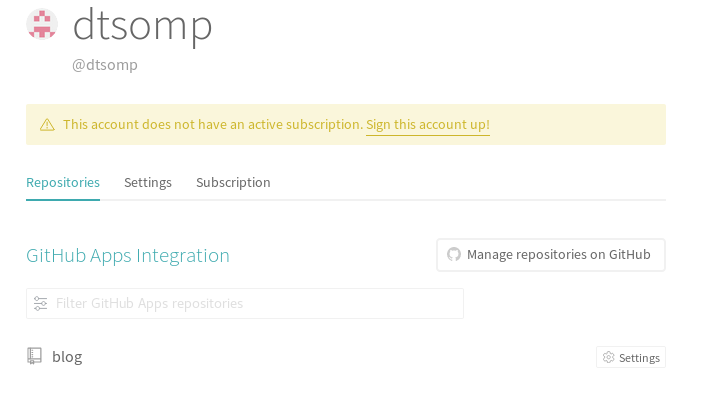 dtsomp
@dtsomp
This account does not have an active subscription. Sign this account up!
Repositories Settings Subscription
GitHub Apps Integration
Manage repositories on GitHub
Filter GitHub Apps repositories
blog
Settings